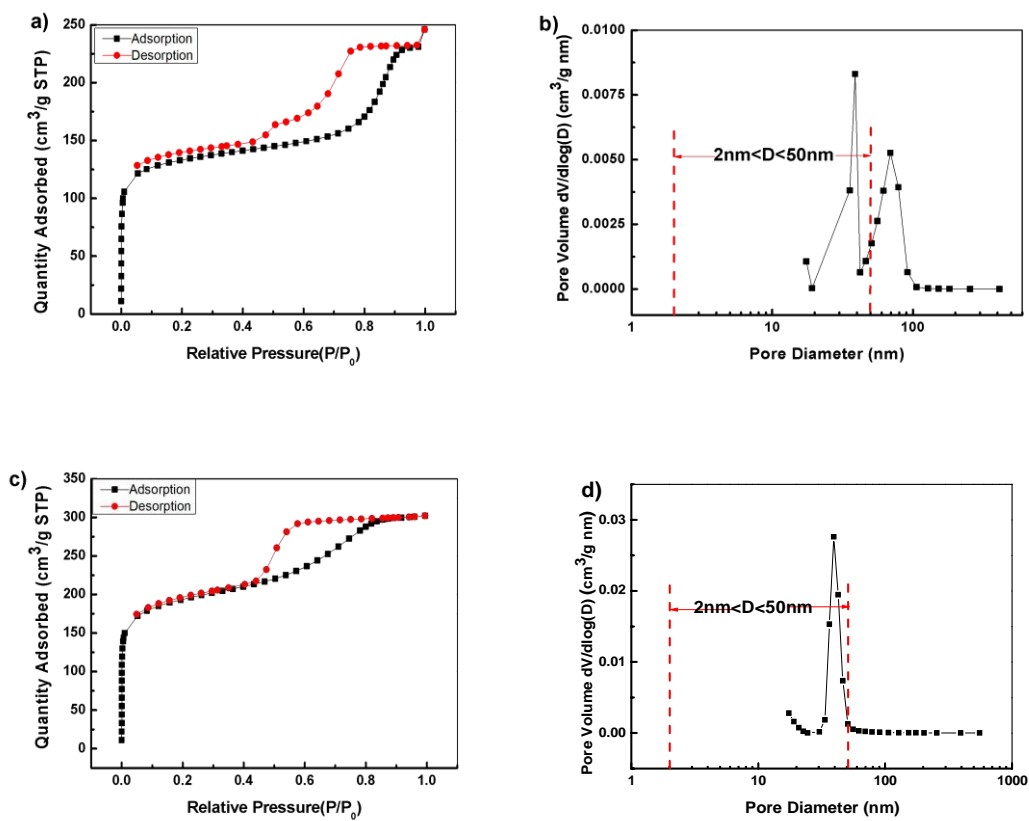 a)
Adsorption
Desorption
250
200
150
100
50
0
Quantity Adsorbed (cm³/g STP)
0.0 0.2 0.4 0.6 0.8 1.0
Relative Pressure(P/P₀)
b)
0.0100
0.0075
0.0050
0.0025
0.0000
Pore Volume dV/dlog(D) (cm³/g nm)
2nm<D<50nm
1 10 100
Pore Diameter (nm)
c)
Adsorption
Desorption
350
300
250
200
150
100
50
0
Quantity Adsorbed (cm³/g STP)
0.0 0.2 0.4 0.6 0.8 1.0
Relative Pressure(P/P₀)
d)
0.03
0.02
0.01
0.00
Pore Volume dV/dlog(D) (cm³/g nm)
2nm<D<50nm
1 10 100 1000
Pore Diameter (nm)